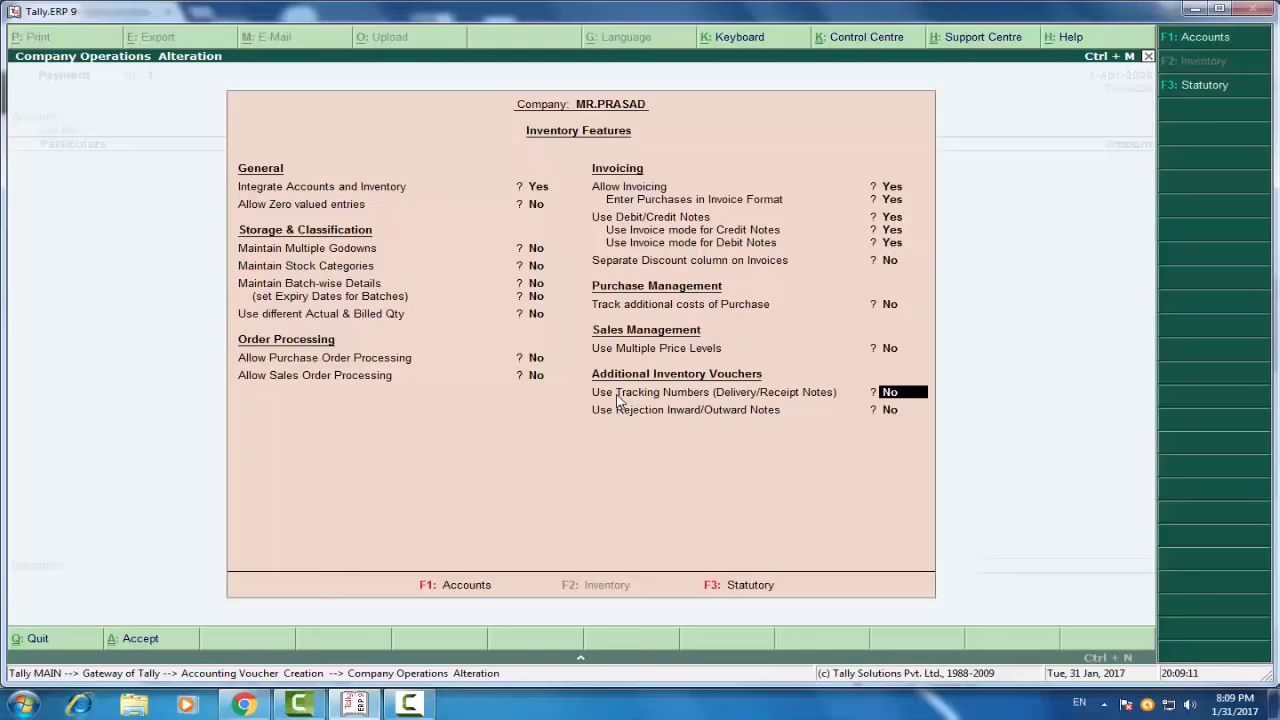 Tally.ERP 9
P: Print E: Export M: E-Mail O: Upload G: Language K: Keyboard K: Control Centre H: Support Centre H: Help
Company Operations Alteration Ctrl + M
Payment No. 1 1-Apr-2008
Particulars Amount
Company: MR.PRASAD
Inventory Features
General
Integrate Accounts and Inventory ? Yes
Allow Zero valued entries ? No
Storage & Classification
Maintain Multiple Godowns ? No
Maintain Stock Categories ? No
Maintain Batch-wise Details ? No
(set Expiry Dates for Batches) ? No
Use different Actual & Billed Qty ? No
Order Processing
Allow Purchase Order Processing ? No
Allow Sales Order Processing ? No
Invoicing
Allow Invoicing ? Yes
Enter Purchases in Invoice Format ? Yes
Use Debit/Credit Notes ? Yes
Use Invoice mode for Credit Notes ? Yes
Use Invoice mode for Debit Notes ? Yes
Separate Discount column on Invoices ? No
Purchase Management
Track additional costs of Purchase ? No
Sales Management
Use Multiple Price Levels ? No
Additional Inventory Vouchers
Use Tracking Numbers (Delivery/Receipt Notes) ? No
Use Rejection Inward/Outward Notes ? No
F1: Accounts F2: Inventory F3: Statutory
F1: Accounts
F2: Inventory
F3: Statutory
Q: Quit A: Accept
Ctrl + N
Tally MAIN --> Gateway of Tally --> Accounting Voucher Creation --> Company Operations Alteration (c) Tally Solutions Pvt. Ltd., 1988-2009 Tue, 31 Jan, 2017 20:09:11
EN 8:09 PM
1/31/2017